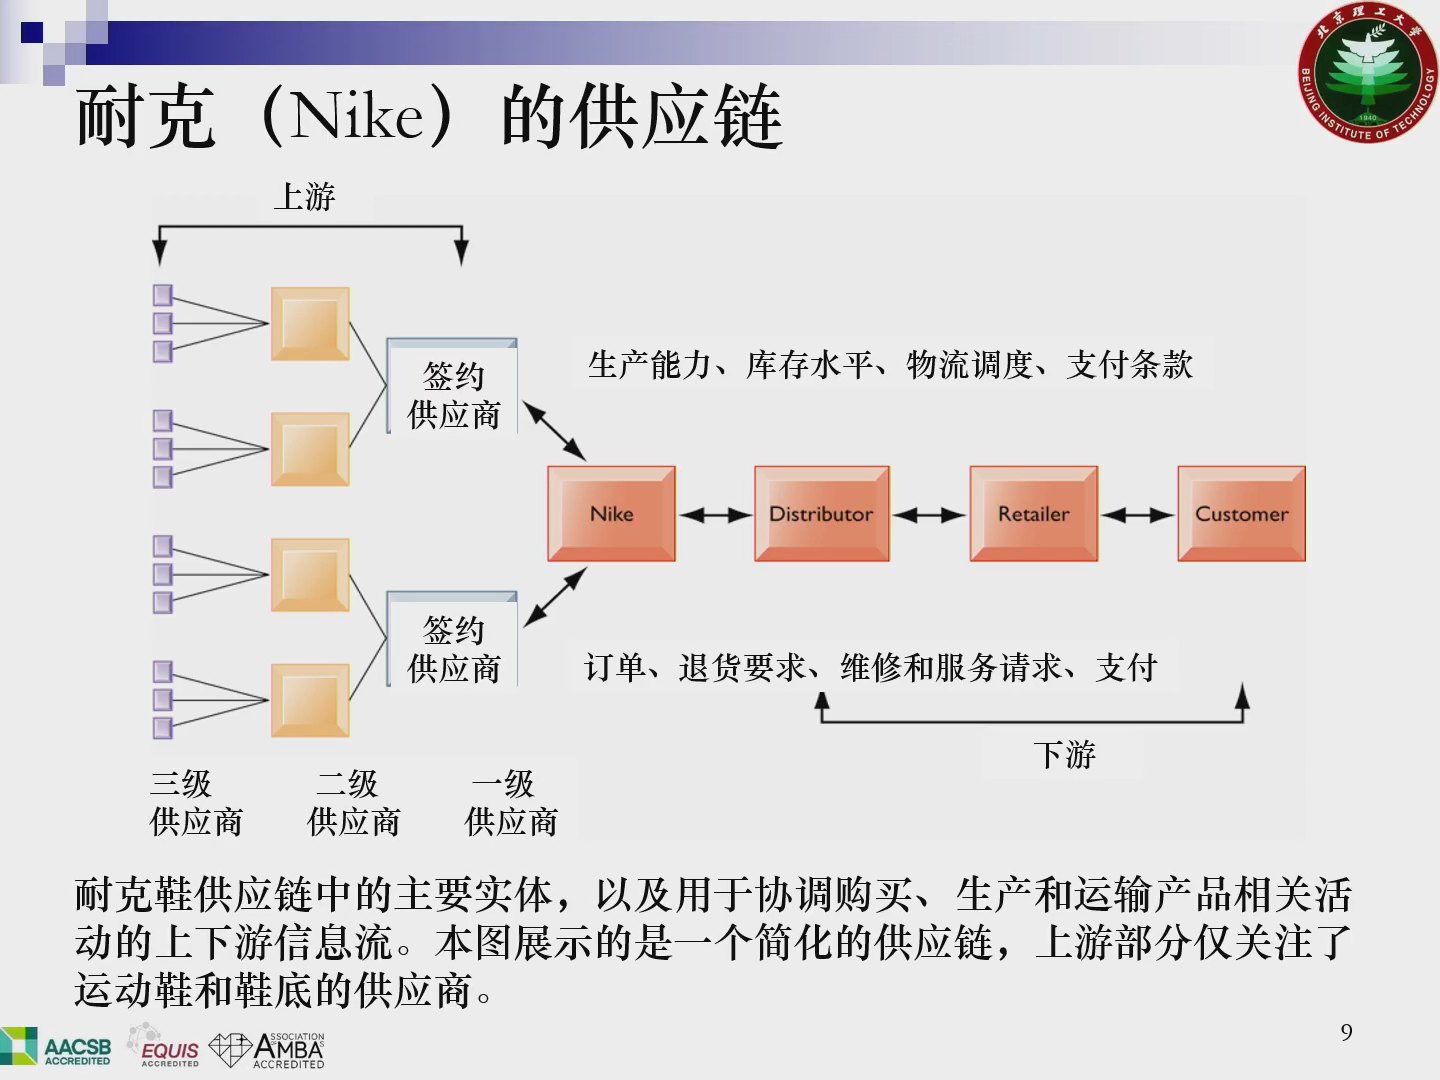 北京理工大学
BEIJING INSTITUTE OF TECHNOLOGY
1940
耐克（Nike）的供应链
上游
签约
供应商
生产能力、库存水平、物流调度、支付条款
Nike
Distributor
Retailer
Customer
签约
供应商
订单、退货要求、维修和服务请求、支付
下游
三级
供应商
二级
供应商
一级
供应商
耐克鞋供应链中的主要实体，以及用于协调购买、生产和运输产品相关活
动的上下游信息流。本图展示的是一个简化的供应链，上游部分仅关注了
运动鞋和鞋底的供应商。
AACSB
ACCREDITED
EQUIS
ACCREDITED
ASSOCIATION
OF
AMBA'S
ACCREDITED
9